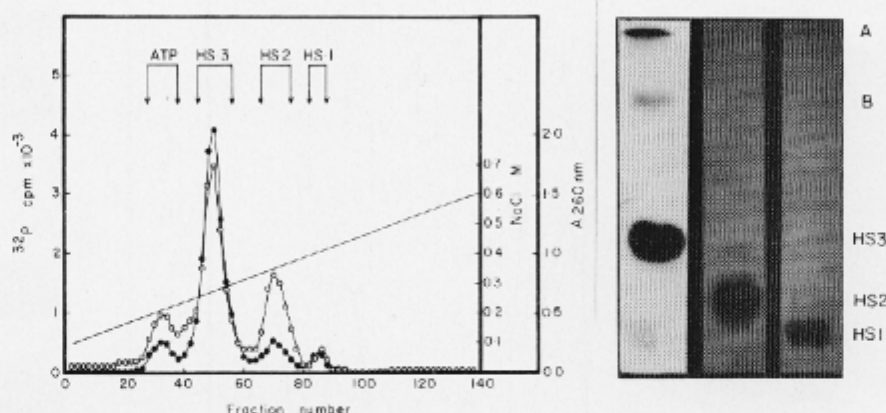 ATP HS 3 HS2 HS-1
5
4
3
2
1
0
32p cpm x10-3
0 20 40 60 80 100 120 140
Fraction number
0.7
0.6
0.5
0.4
0.3
0.2
0.1
NaCl M
2.0
1.5
1.0
0.5
0.0
A 260 nm
A
B
HS3
HS2
HS1